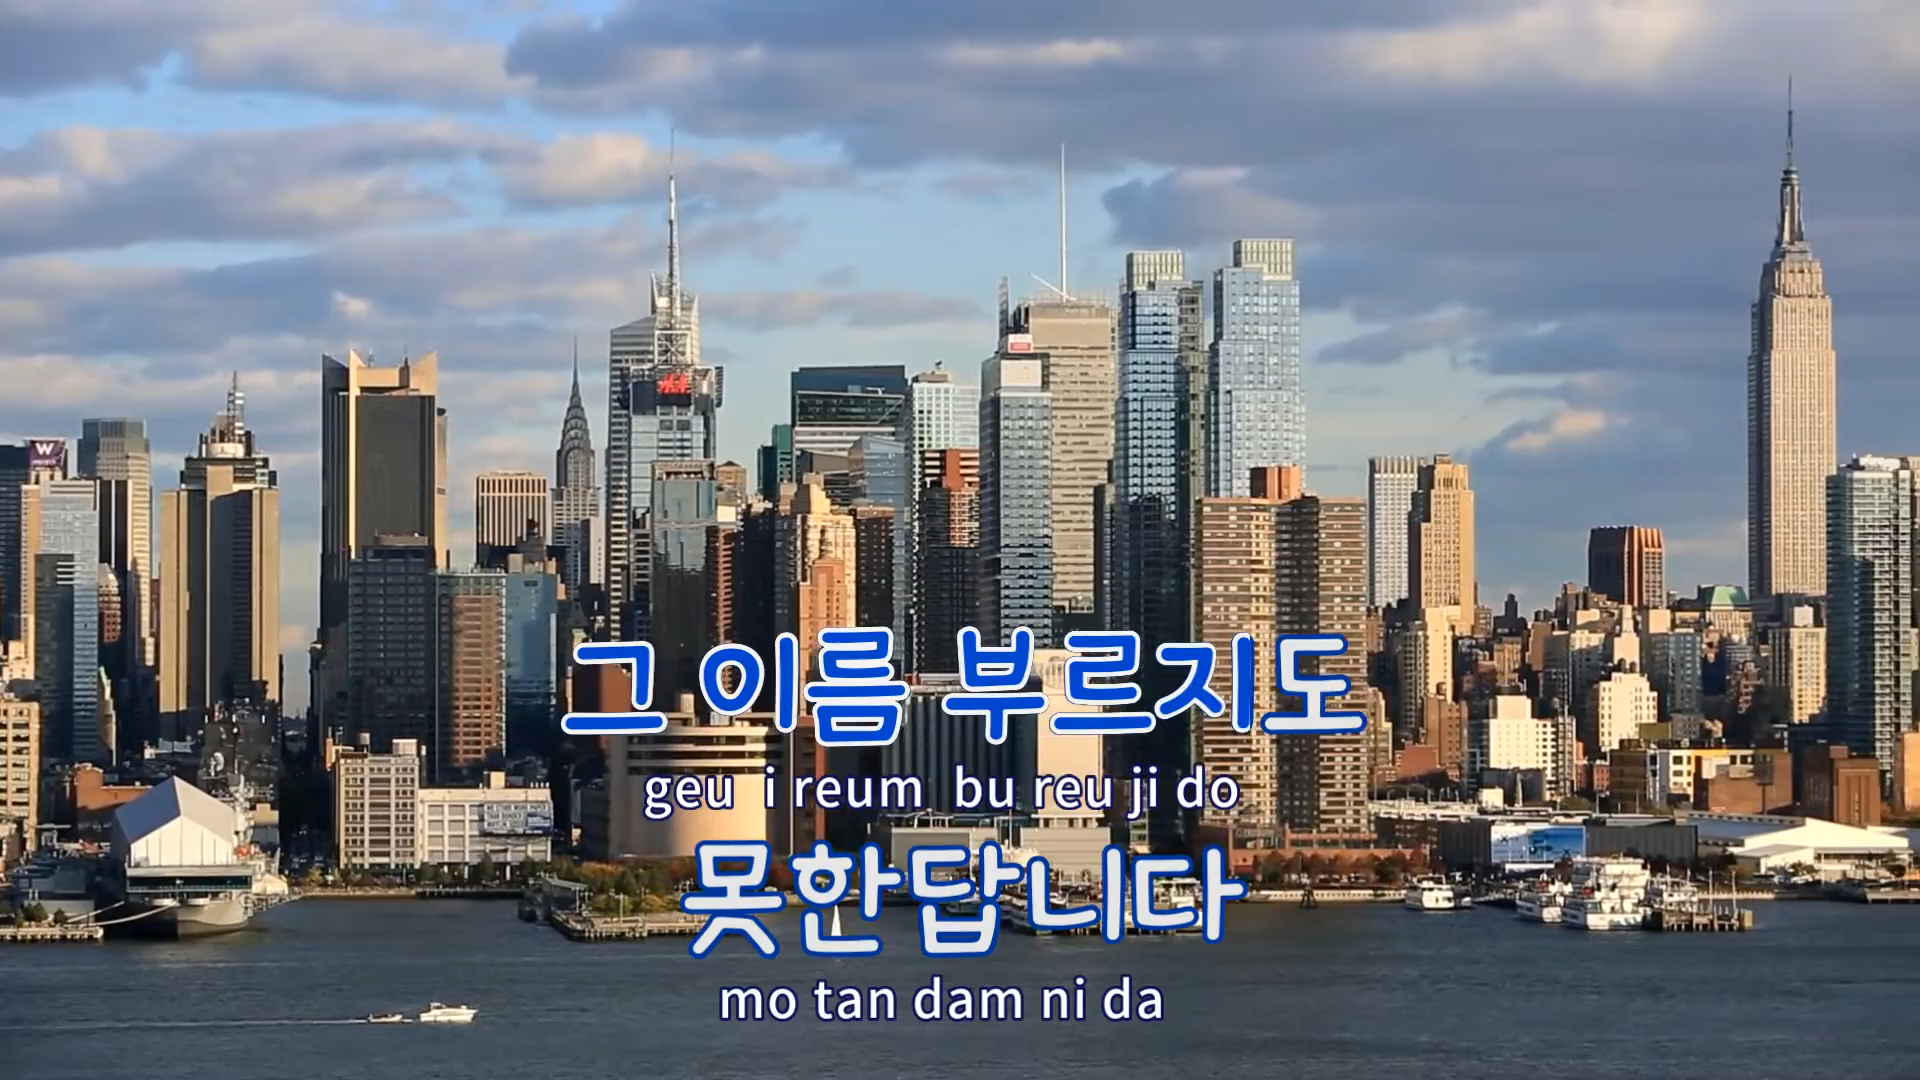 W
H&M
그 이름 부르지도
geu i reum bu reu ji do
못한답니다
mo tan dam ni da